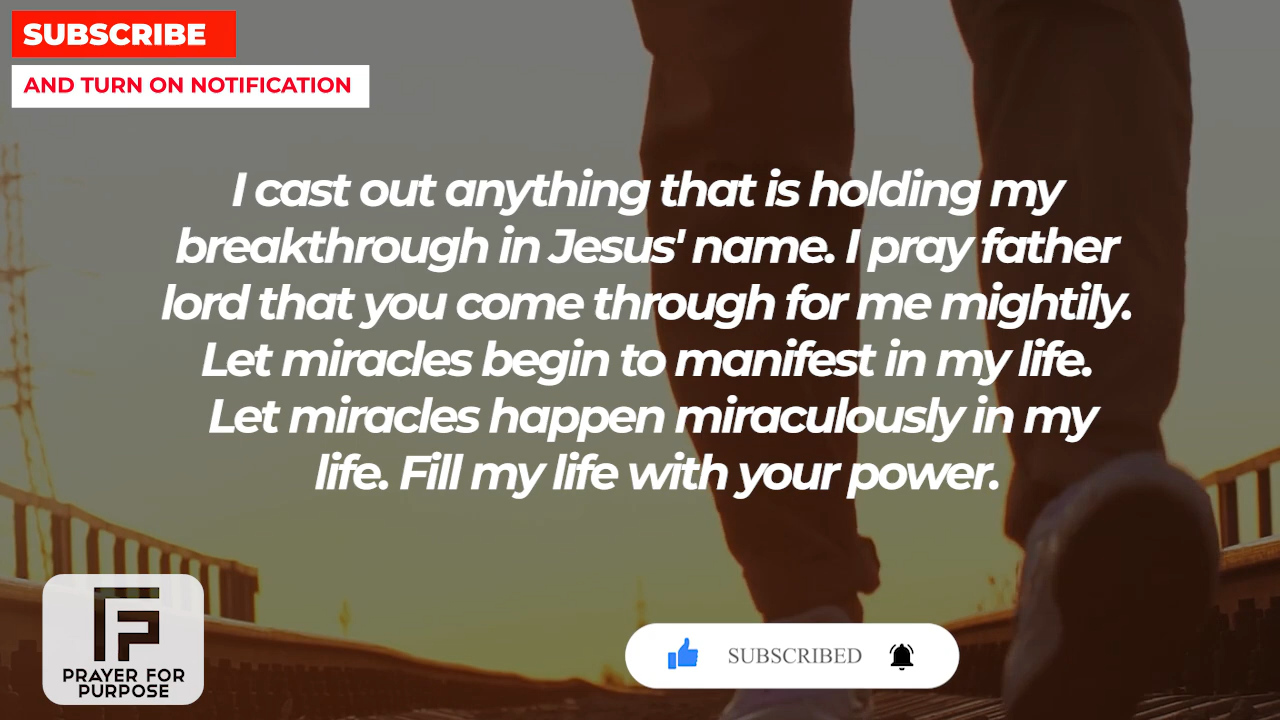 SUBSCRIBE
AND TURN ON NOTIFICATION
I cast out anything that is holding my
breakthrough in Jesus' name. I pray father
lord that you come through for me mightily.
Let miracles begin to manifest in my life.
Let miracles happen miraculously in my
life. Fill my life with your power.
PRAYER FOR
PURPOSE
SUBSCRIBED